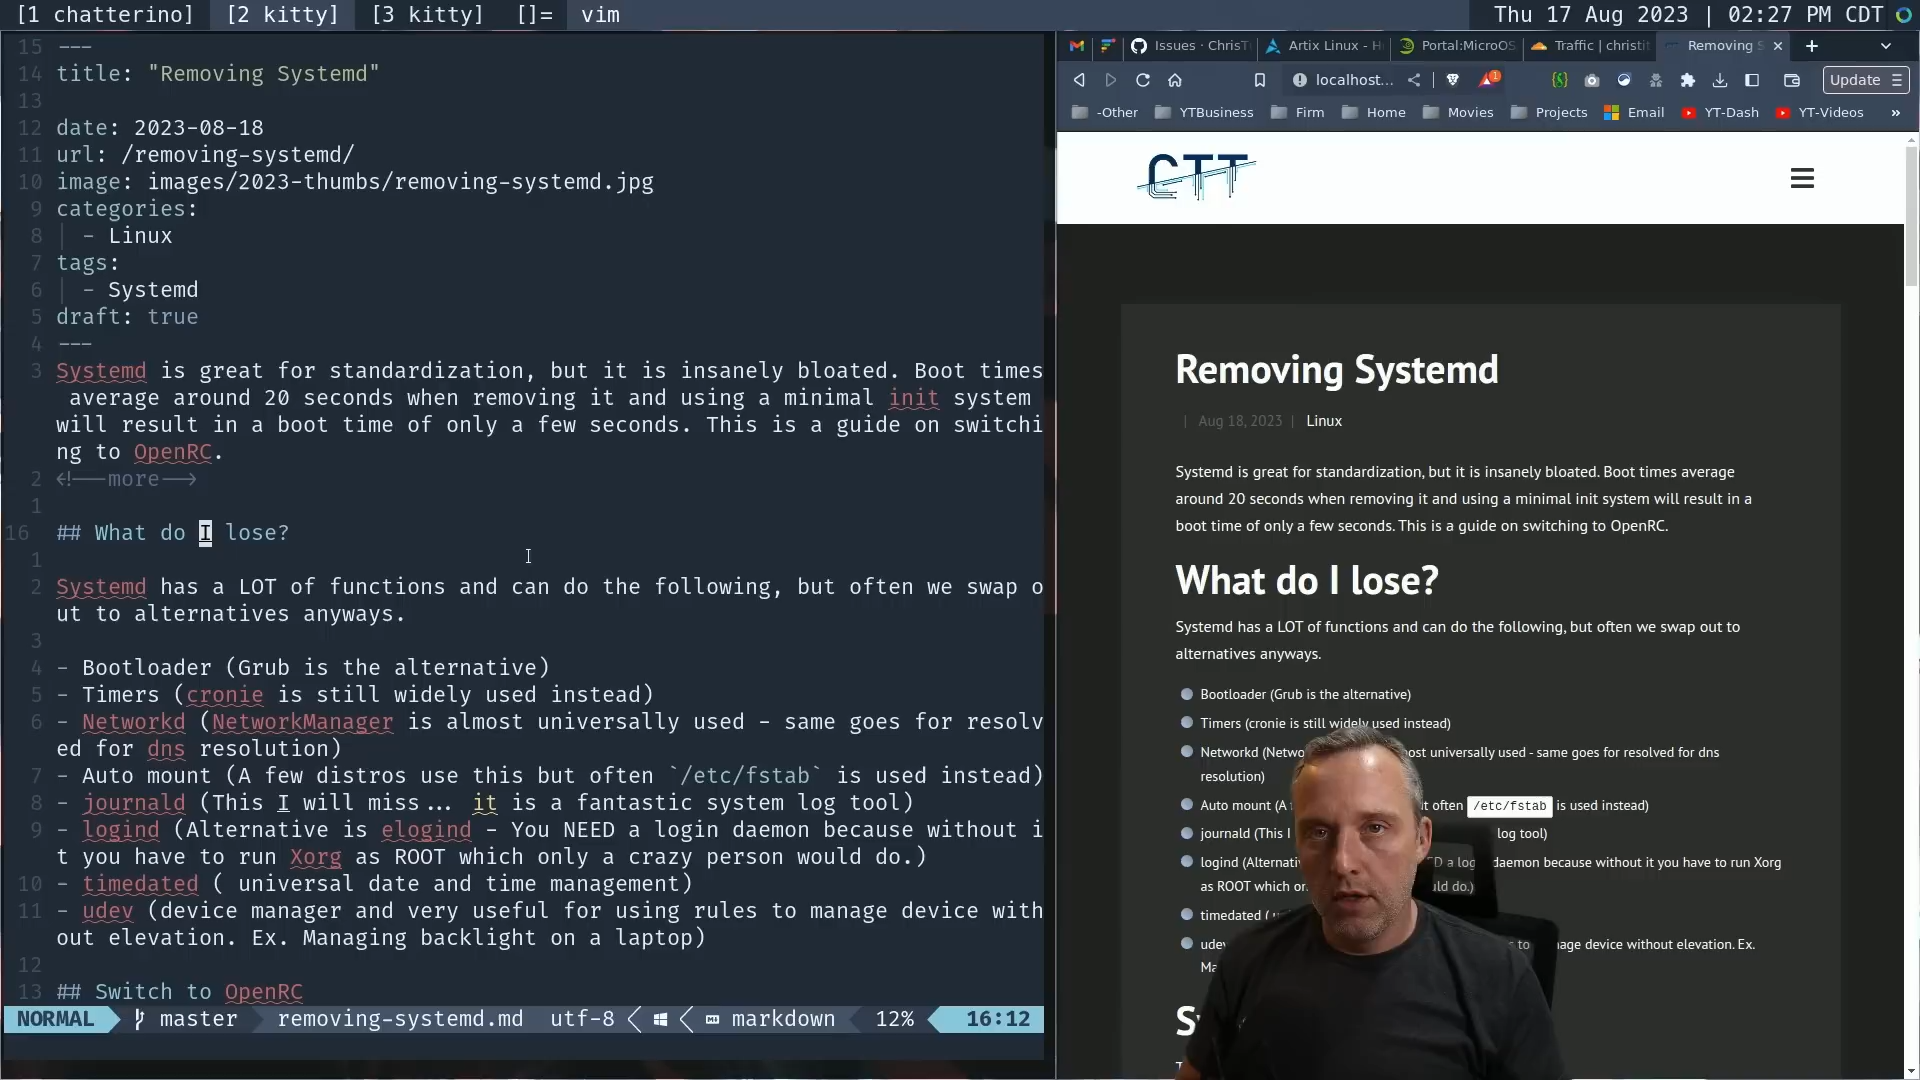 [1 chatterino] [2 kitty] [3 kitty] []= vim Thu 17 Aug 2023 | 02:27 PM CDT
15 ---
14 title: "Removing Systemd"
13
12 date: 2023-08-18
11 url: /removing-systemd/
10 image: images/2023-thumbs/removing-systemd.jpg
9 categories:
8 - Linux
7 tags:
6 - Systemd
5 draft: true
4 ---
3 Systemd is great for standardization, but it is insanely bloated. Boot times
average around 20 seconds when removing it and using a minimal init system
will result in a boot time of only a few seconds. This is a guide on switchi
ng to OpenRC.
2 <!--more-->
1
16 ## What do I lose?
1
2 Systemd has a LOT of functions and can do the following, but often we swap o
ut to alternatives anyways.
3
4 - Bootloader (Grub is the alternative)
5 - Timers (cronie is still widely used instead)
6 - Networkd (NetworkManager is almost universally used - same goes for resolv
ed for dns resolution)
7 - Auto mount (A few distros use this but often `/etc/fstab` is used instead)
8 - journald (This I will miss... it is a fantastic system log tool)
9 - logind (Alternative is elogind - You NEED a login daemon because without i
t you have to run Xorg as ROOT which only a crazy person would do.)
10 - timedated ( universal date and time management)
11 - udev (device manager and very useful for using rules to manage device with
out elevation. Ex. Managing backlight on a laptop)
12
13 ## Switch to OpenRC
NORMAL master removing-systemd.md utf-8 markdown 12% 16:12
Issues · ChrisT Artix Linux - H Portal:MicroOS Traffic | christit Removing S
localhost... 1 Update
-Other YTBusiness Firm Home Movies Projects Email YT-Dash YT-Videos »
CTT
Removing Systemd
| Aug 18, 2023 | Linux
Systemd is great for standardization, but it is insanely bloated. Boot times average
around 20 seconds when removing it and using a minimal init system will result in a
boot time of only a few seconds. This is a guide on switching to OpenRC.
What do I lose?
Systemd has a LOT of functions and can do the following, but often we swap out to
alternatives anyways.
Bootloader (Grub is the alternative)
Timers (cronie is still widely used instead)
Networkd (Netwo ost universally used - same goes for resolved for dns
resolution)
Auto mount (A it often /etc/fstab is used instead)
journald (This I log tool)
logind (Alternativ D a log daemon because without it you have to run Xorg
as ROOT which on uld do.)
timedated (
udev to nage device without elevation. Ex.
Ma
S